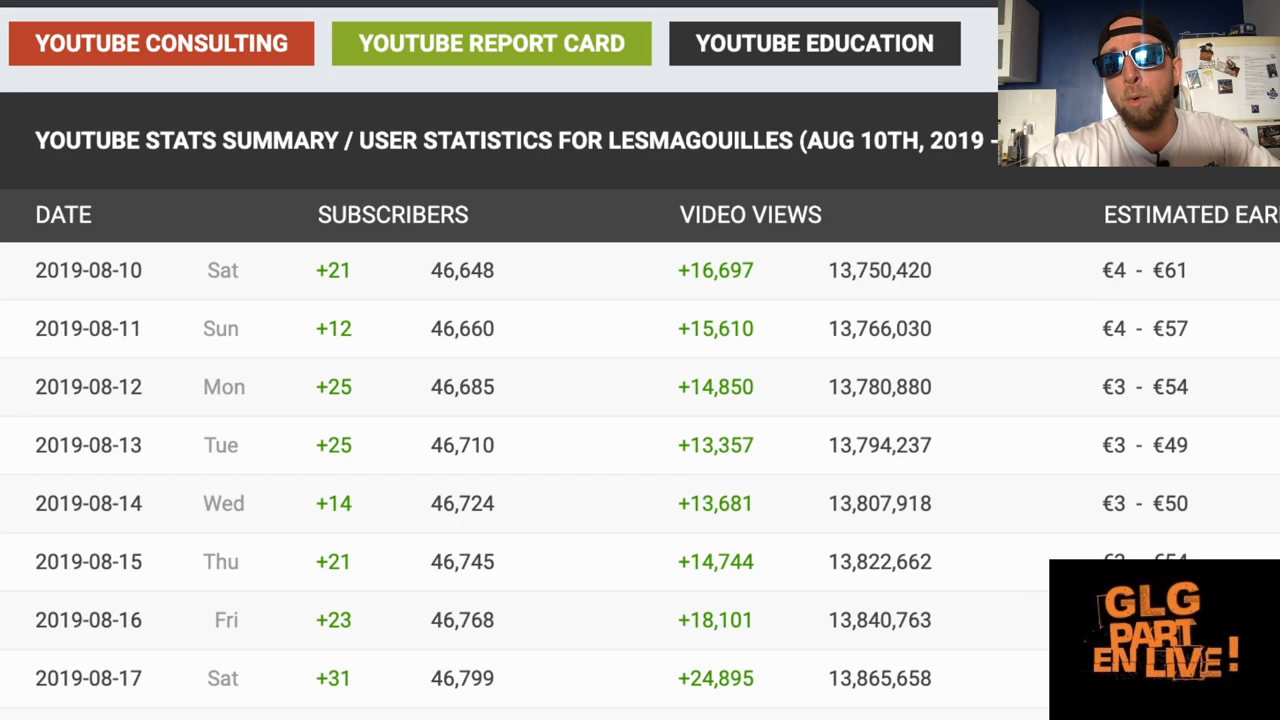 YOUTUBE CONSULTING YOUTUBE REPORT CARD YOUTUBE EDUCATION
YOUTUBE STATS SUMMARY / USER STATISTICS FOR LESMAGOUILLES (AUG 10TH, 2019 -
DATE SUBSCRIBERS VIDEO VIEWS ESTIMATED EAR
2019-08-10 Sat +21 46,648 +16,697 13,750,420 €4 - €61
2019-08-11 Sun +12 46,660 +15,610 13,766,030 €4 - €57
2019-08-12 Mon +25 46,685 +14,850 13,780,880 €3 - €54
2019-08-13 Tue +25 46,710 +13,357 13,794,237 €3 - €49
2019-08-14 Wed +14 46,724 +13,681 13,807,918 €3 - €50
2019-08-15 Thu +21 46,745 +14,744 13,822,662
2019-08-16 Fri +23 46,768 +18,101 13,840,763
2019-08-17 Sat +31 46,799 +24,895 13,865,658
GLG
PART
EN LIVE !